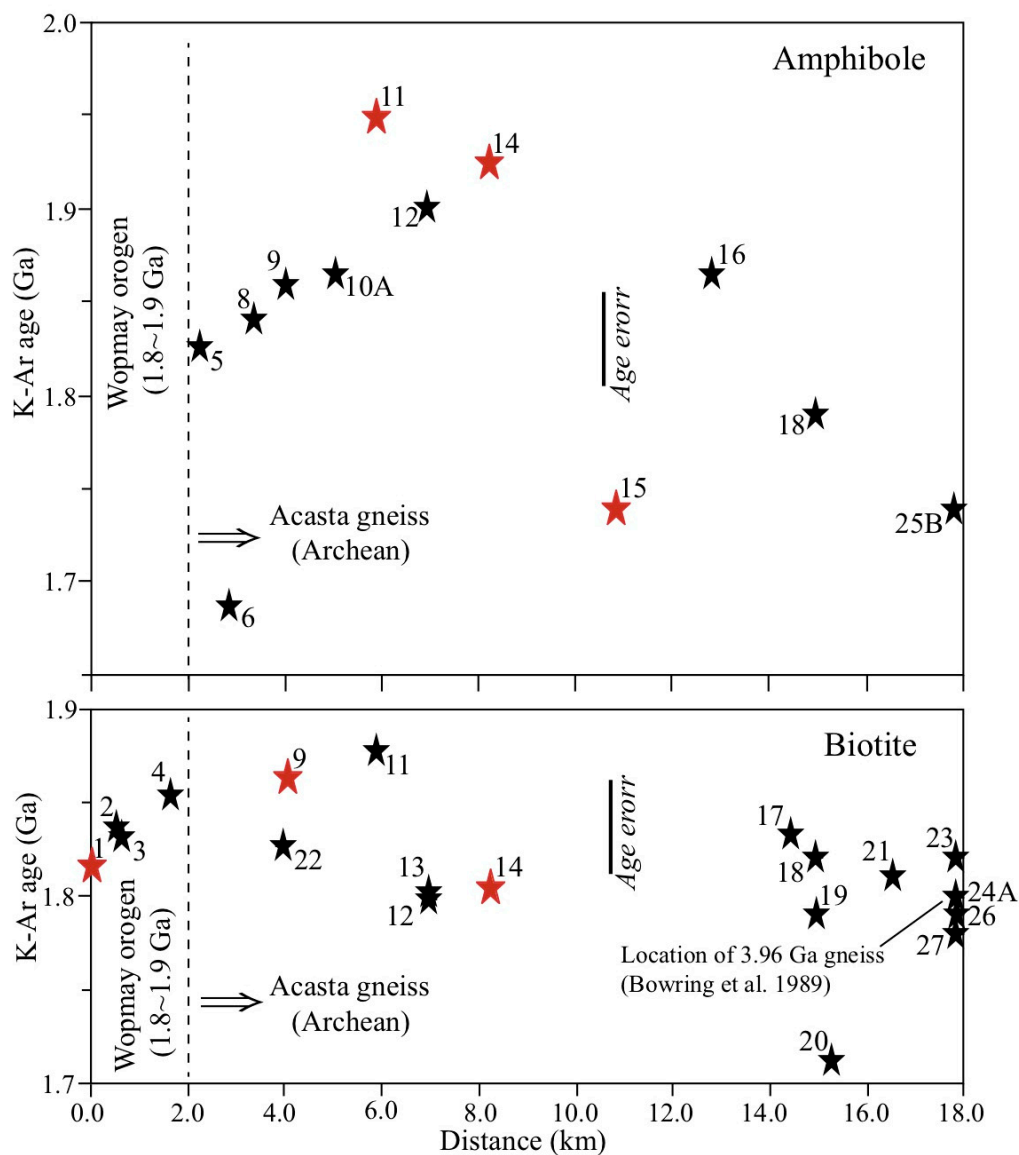 2.0
Amphibole
11
14
1.9
12
9
10A
16
8
5
K-Ar age (Ga)
Wopmay orogen
(1.8~1.9 Ga)
Age erorr
1.8
18
15
25B
Acasta gneiss
(Archean)
1.7
6
1.9
Biotite
9
4
11
2
3
1
22
K-Ar age (Ga)
Age erorr
17
18
21
23
13
14
12
1.8
19
24A
26
27
Wopmay orogen
(1.8~1.9 Ga)
Location of 3.96 Ga gneiss
(Bowring et al. 1989)
Acasta gneiss
(Archean)
20
1.7
0.0 2.0 4.0 6.0 8.0 10.0 12.0 14.0 16.0 18.0
Distance (km)